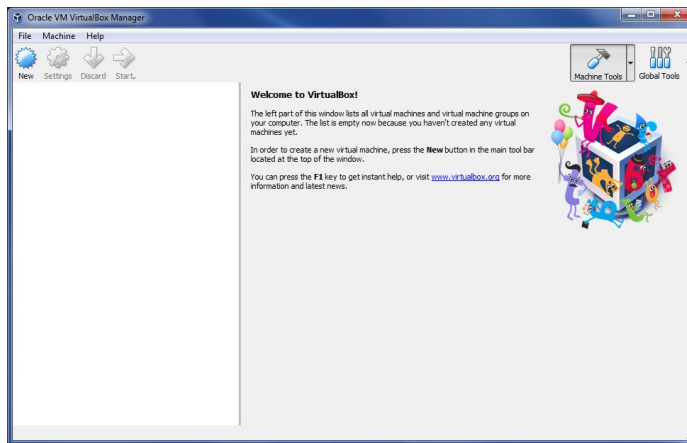 Oracle VM VirtualBox Manager
File Machine Help
New Settings Discard Start
Machine Tools Global Tools
Welcome to VirtualBox!
The left part of this window lists all virtual machines and virtual machine groups on
your computer. The list is empty now because you haven't created any virtual
machines yet.
In order to create a new virtual machine, press the New button in the main tool bar
located at the top of the window.
You can press the F1 key to get instant help, or visit www.virtualbox.org for more
information and latest news.